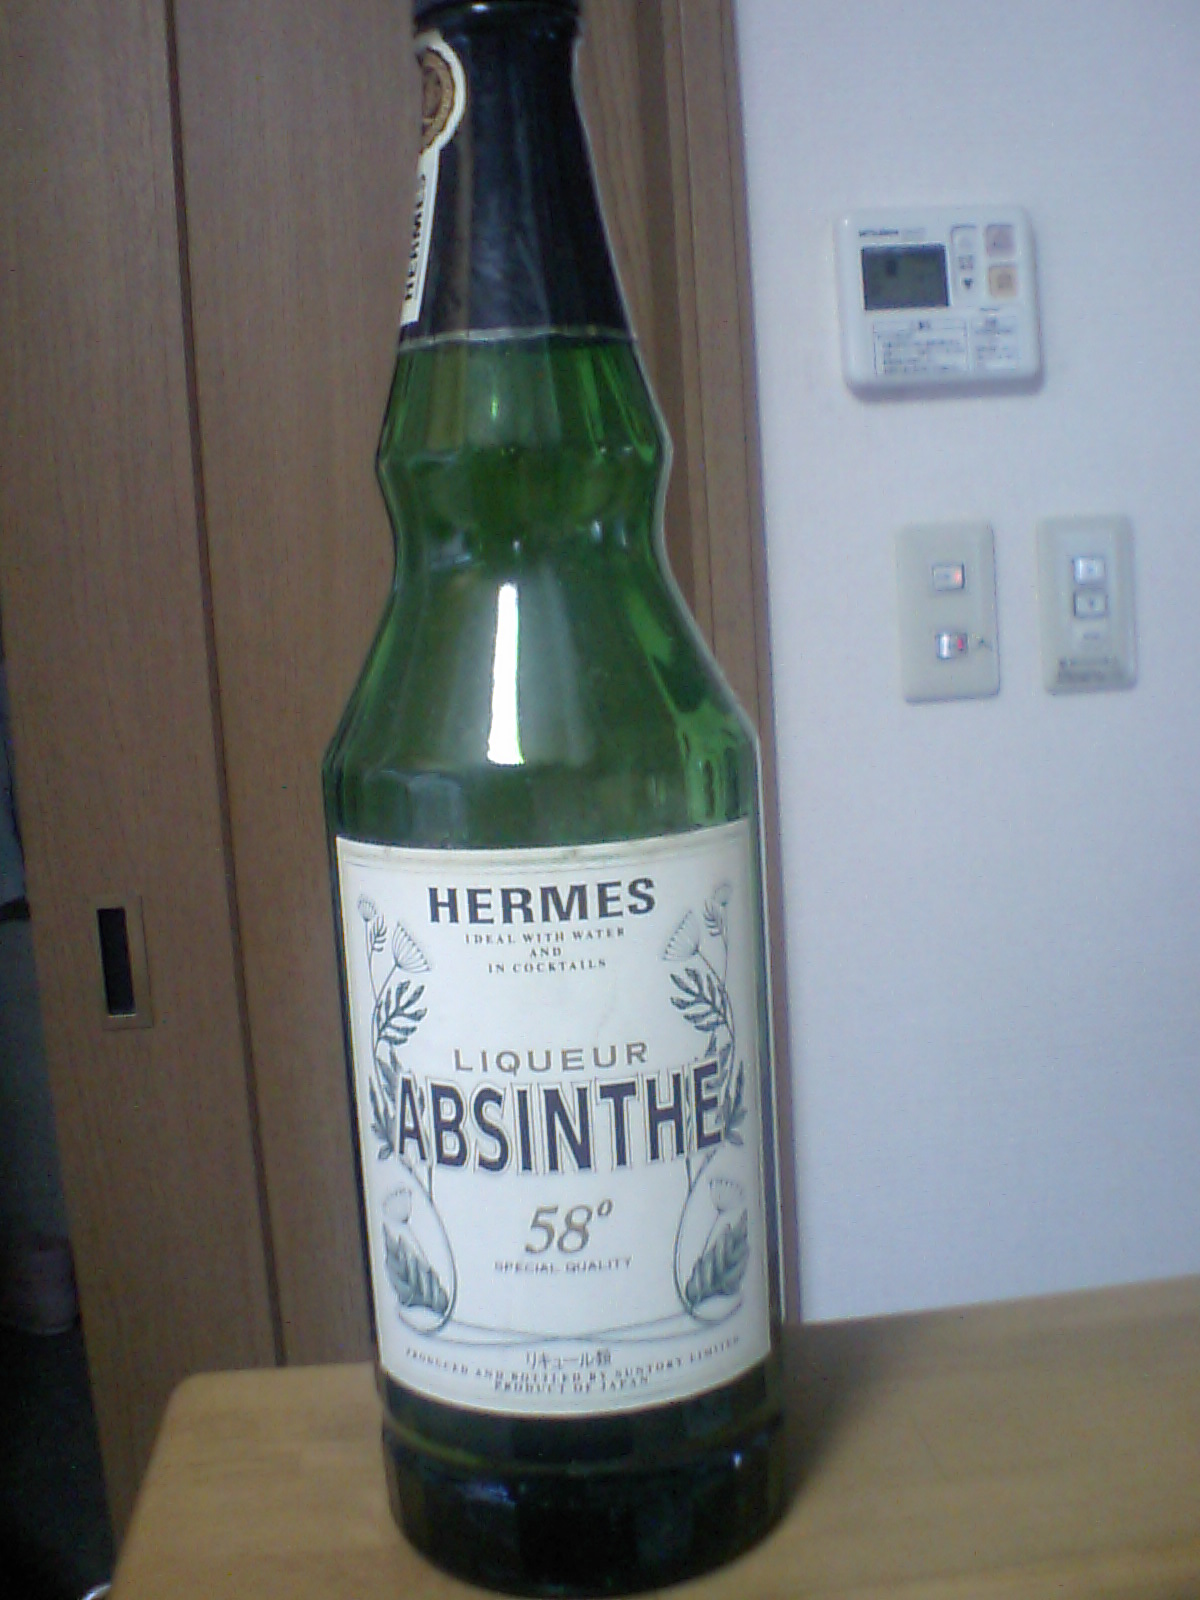 HERMES
HERMES
IDEAL WITH WATER
AND
IN COCKTAILS
LIQUEUR
ABSINTHE
58°
SPECIAL QUALITY
リキュール類
PRODUCED AND BOTTLED BY SUNTORY LIMITED
PRODUCT OF JAPAN
MITSUBISHI